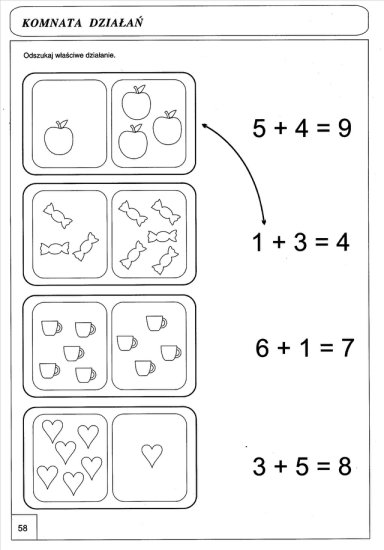 KOMNATA DZIAŁAŃ
Odszukaj właściwe działanie.
5 + 4 = 9
1 + 3 = 4
6 + 1 = 7
3 + 5 = 8
58